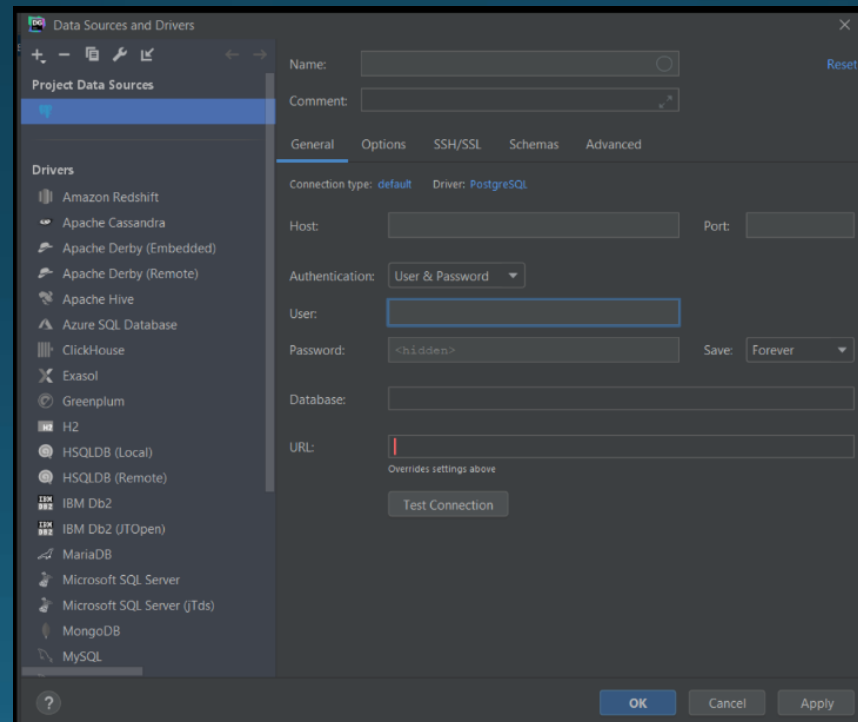 Data Sources and Drivers
Project Data Sources
Drivers
Amazon Redshift
Apache Cassandra
Apache Derby (Embedded)
Apache Derby (Remote)
Apache Hive
Azure SQL Database
ClickHouse
Exasol
Greenplum
H2
HSQLDB (Local)
HSQLDB (Remote)
IBM Db2
IBM Db2 (JTOpen)
MariaDB
Microsoft SQL Server
Microsoft SQL Server (jTds)
MongoDB
MySQL
Name:
Reset
Comment:
General Options SSH/SSL Schemas Advanced
Connection type: default Driver: PostgreSQL
Host: Port:
Authentication: User & Password
User:
Password: <hidden> Save: Forever
Database:
URL:
Overrides settings above
Test Connection
? OK Cancel Apply